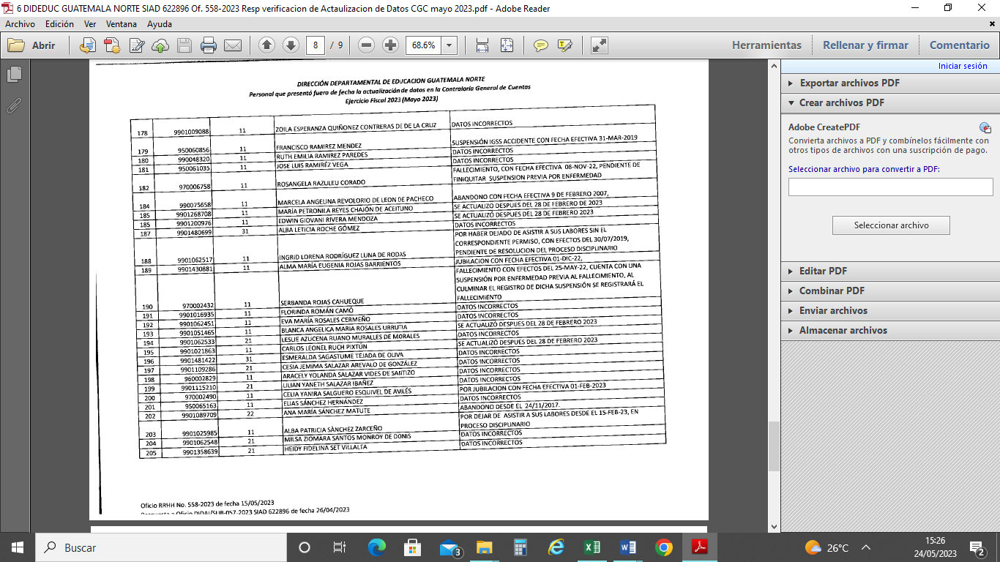 6 DIDEDUC GUATEMALA NORTE SIAD 622896 Of. 558-2023 Resp verificacion de Actaulizacion de Datos CGC mayo 2023.pdf - Adobe Reader
Archivo Edición Ver Ventana Ayuda
Abrir 8 / 9 68.6% Herramientas Rellenar y firmar Comentario
Iniciar sesión
Exportar archivos PDF
Crear archivos PDF
Adobe CreatePDF
Convierta archivos a PDF y combínelos fácilmente con
otros tipos de archivos con una suscripción de pago.
Seleccionar archivo para convertir a PDF:
Seleccionar archivo
Editar PDF
Combinar PDF
Enviar archivos
Almacenar archivos
DIRECCIÓN DEPARTAMENTAL DE EDUCACION GUATEMALA NORTE
Personal que presentó fuera de fecha la actualización de datos en la Contraloría General de Cuentas
Ejercicio Fiscal 2023 (Mayo 2023)
178 9901009088 11 ZOILA ESPERANZA QUIÑONEZ CONTRERAS DE DE LA CRUZ DATOS INCORRECTOS
179 950060856 11 FRANCISCO RAMIREZ MENDEZ SUSPENSIÓN IGSS ACCIDENTE CON FECHA EFECTIVA 31-MAR-2019
180 990048320 11 RUTH EMILIA RAMIREZ PAREDES DATOS INCORRECTOS
181 950061035 11 JOSE LUIS RAMIRÉZ VEGA DATOS INCORRECTOS
182 970006758 11 ROSANGELA RAZULEU CORADO FALLECIMIENTO, CON FECHA EFECTIVA 08-NOV-22, PENDIENTE DE
FINIQUITAR SUSPENSION PREVIA POR ENFERMEDAD
184 990075658 11 MARCELA ANGELINA REVOLORIO DE LEON DE PACHECO ABANDONO CON FECHA EFECTIVA 9 DE FEBRERO 2007,
185 9901268708 11 MARÍA PETRONILA REYES CHAJÓN DE ACEITUNO SE ACTUALIZO DESPUES DEL 28 DE FEBRERO DE 2023
185 9901200976 11 EDWIN GIOVANI RIVERA MENDOZA SE ACTUALIZÓ DESPUES DEL 28 DE FEBRERO 2023
187 9901480699 31 ALBA LETICIA ROCHE GÓMEZ DATOS INCORRECTOS
188 9901062517 11 INGRID LORENA RODRÍGUEZ LUNA DE RODAS POR HABER DEJADO DE ASISTIR A SUS LABORES SIN EL
CORRESPONDIENTE PERMISO, CON EFECTOS DEL 30/07/2019,
PENDIENTE DE RESOLUCION DEL PROCESO DISCIPLINARIO
189 9901430881 11 ALMA MARÍA EUGENIA ROJAS BARRIENTOS JUBILACION CON FECHA EFECTIVA 01-DIC-22,
190 970002432 11 SERBANDA ROJAS CAHUEQUE FALLECIMIENTO CON EFECTOS DEL 25-MAY-22, CUENTA CON UNA
SUSPENSIÓN POR ENFERMEDAD PREVIA AL FALLECIMIENTO, AL
CULMINAR EL REGISTRO DE DICHA SUSPENSIÓN SE REGISTRARÁ EL
FALLECIMIENTO
191 9901016935 11 FLORINDA ROMÁN CAMÓ DATOS INCORRECTOS
192 9901062451 11 EVA MARÍA ROSALES CERMEÑO DATOS INCORRECTOS
193 9901051465 11 BLANCA ANGELICA MARIA ROSALES URRUTIA SE ACTUALIZÓ DESPUES DEL 28 DE FEBRERO 2023
194 9901062533 21 LESLIE AZUCENA RUANO MURALLES DE MORALES DATOS INCORRECTOS
195 9901021863 11 CARLOS LEONEL RUCH PIXTÚN SE ACTUALIZÓ DESPUES DEL 28 DE FEBRERO 2023
196 9901481422 31 ESMERALDA SAGASTUME TEJADA DE OLIVA DATOS INCORRECTOS
197 9901109286 21 CESIA JEMIMA SALAZAR AREVALO DE GONZÁLEZ DATOS INCORRECTOS
198 960002829 11 ARACELY YOLANDA SALAZAR VIDES DE SANTIZO DATOS INCORRECTOS
199 9901115210 21 LILIAN YANETH SALAZAR IBAÑEZ DATOS INCORRECTOS
200 970002490 11 CELIA YANIRA SALGUERO ESQUIVEL DE AVILÉS POR JUBILACION CON FECHA EFECTIVA 01-FEB-2023
201 950065163 11 ELIAS SÁNCHEZ HERNÁNDEZ DATOS INCORRECTOS
202 9901089709 22 ANA MARÍA SÁNCHEZ MATUTE ABANDONO DESDE EL 24/11/2017.
203 9901025985 11 ALBA PATRICIA SÀNCHEZ ZARCEÑO POR DEJAR DE ASISTIR A SUS LABORES DESDE EL 15-FEB-23, EN
PROCESO DISCIPLINARIO
204 9901062548 21 MILSA ZIOMARA SANTOS MONROY DE DONIS DATOS INCORRECTOS
205 9901358639 21 HEIDY FIDELINA SET VILLALTA DATOS INCORRECTOS
Oficio RRHH No. 558-2023 de fecha 15/05/2023
Respuesta a Oficio DIDAI/SUB-057-2023 SIAD 622896 de fecha 26/04/2023
Buscar 3 26°C 15:26
24/05/2023 2